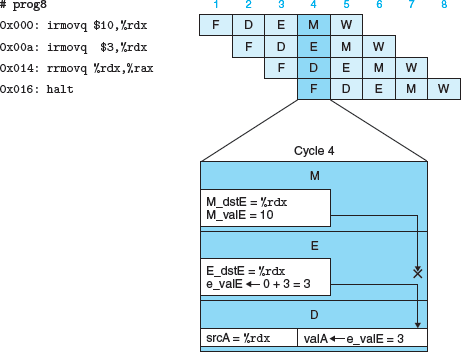 # prog8 1 2 3 4 5 6 7 8
0x000: irmovq $10,%rdx F D E M W
0x00a: irmovq $3,%rdx F D E M W
0x014: rrmovq %rdx,%rax F D E M W
0x016: halt F D E M W
Cycle 4
M
M_dstE = %rdx
M_valE = 10
E
E_dstE = %rdx
e_valE ← 0 + 3 = 3
D
srcA = %rdx valA ← e_valE = 3